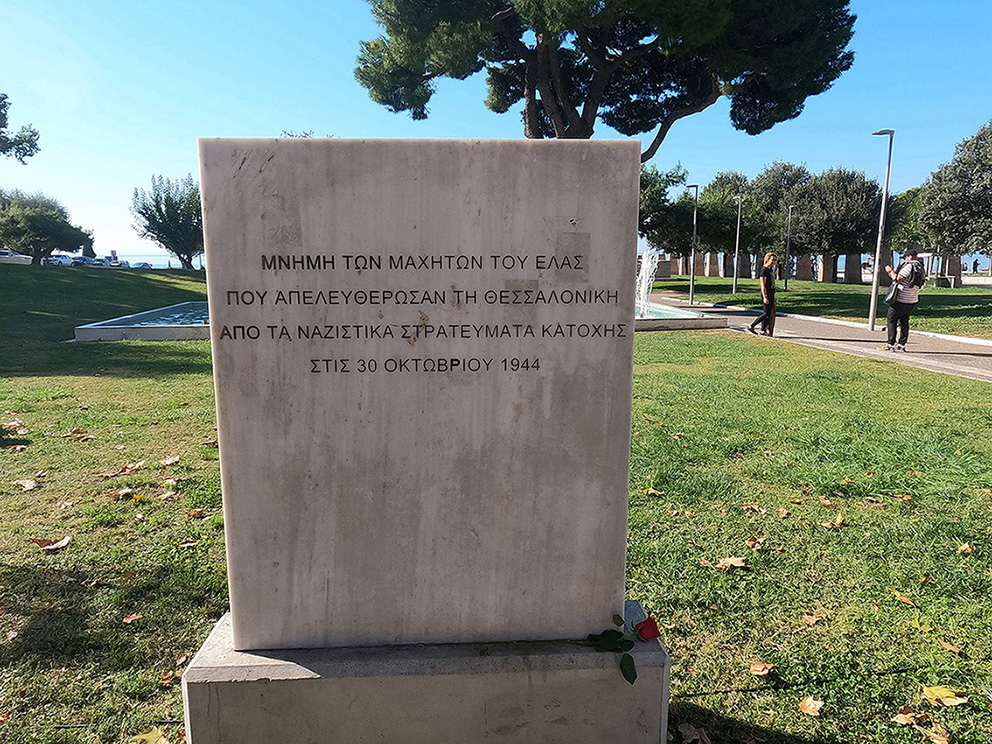 ΜΝΗΜΗ ΤΩΝ ΜΑΧΗΤΩΝ ΤΟΥ ΕΛΑΣ
ΠΟΥ ΑΠΕΛΕΥΘΕΡΩΣΑΝ ΤΗ ΘΕΣΣΑΛΟΝΙΚΗ
ΑΠΟ ΤΑ ΝΑΖΙΣΤΙΚΑ ΣΤΡΑΤΕΥΜΑΤΑ ΚΑΤΟΧΗΣ
ΣΤΙΣ 30 ΟΚΤΩΒΡΙΟΥ 1944